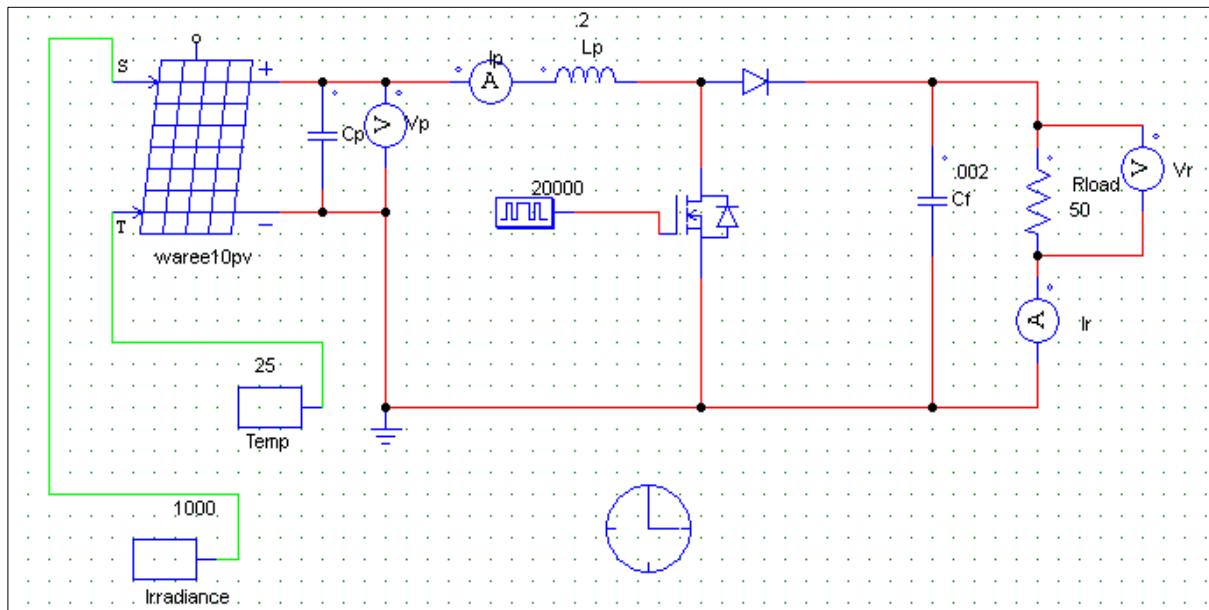 .2
Ip
Lp
S
+
A
Cp
V
Vp
20000
.002
Cf
Rload
50
V
Vr
T
−
waree10pv
A
Ir
25
Temp
1000
Irradiance